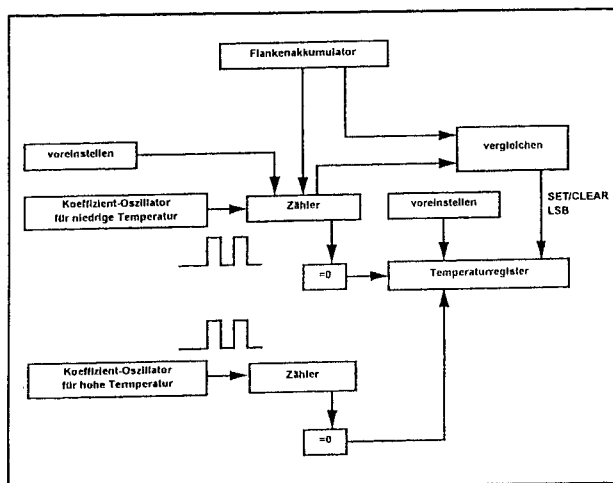 Flankenakkumulator
voreinstellen
vergleichen
Koeffizient-Oszillator
für niedrige Temperatur
Zähler
voreinstellen
SET/CLEAR
LSB
=0
Temperaturregister
Koeffizient-Oszillator
für hohe Termperatur
Zähler
=0